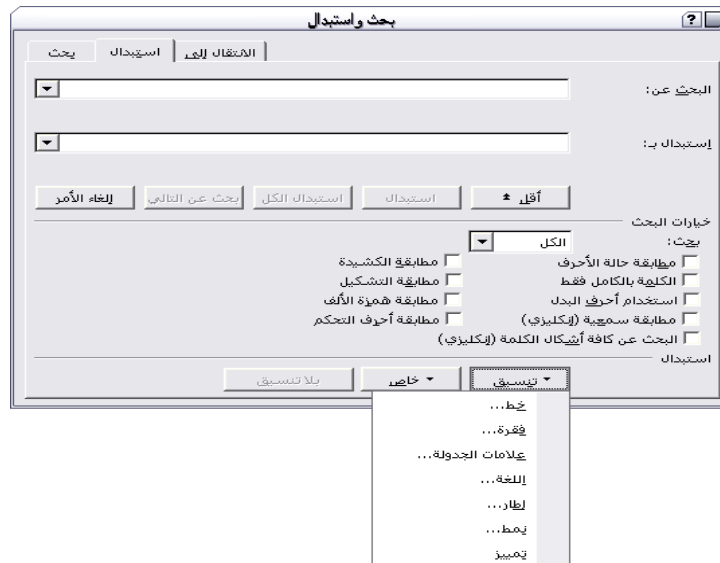 بحث واستبدال
بحث استبدال الانتقال إلى
البحث عن:
إستبدال بـ:
أقل استبدال استبدال الكل بحث عن التالي إلغاء الأمر
خيارات البحث
بحث: الكل
مطابقة حالة الأحرف مطابقة الكشيدة
الكلمة بالكامل فقط مطابقة التشكيل
استخدام أحرف البدل مطابقة همزة الألف
مطابقة سمعية (إنكليزي) مطابقة أحرف التحكم
البحث عن كافة أشكال الكلمة (إنكليزي)
استبدال
تنسيق خاص بلا تنسيق
خط...
فقرة...
علامات الجدولة...
اللغة...
إطار...
نمط...
تمييز